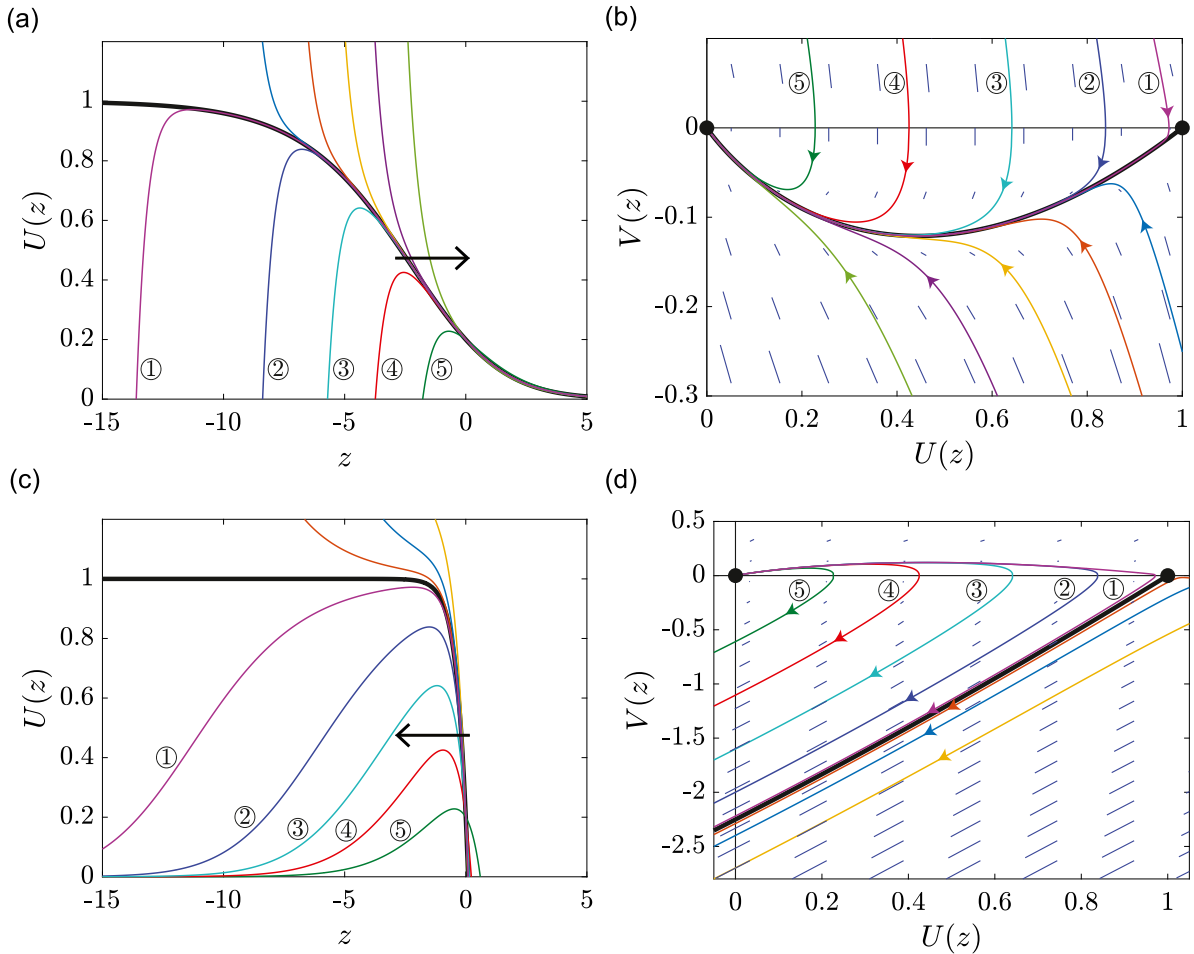 (a)
1
0.8
0.6
0.4
0.2
0
U(z)
① ② ③ ④ ⑤
-15 -10 -5 0 5
z
(b)
0
-0.1
-0.2
-0.3
V(z)
⑤ ④ ③ ② ①
0 0.2 0.4 0.6 0.8 1
U(z)
(c)
1
0.8
0.6
0.4
0.2
0
U(z)
① ② ③ ④ ⑤
-15 -10 -5 0 5
z
(d)
0.5
0
-0.5
-1
-1.5
-2
-2.5
V(z)
⑤ ④ ③ ② ①
0 0.2 0.4 0.6 0.8 1
U(z)